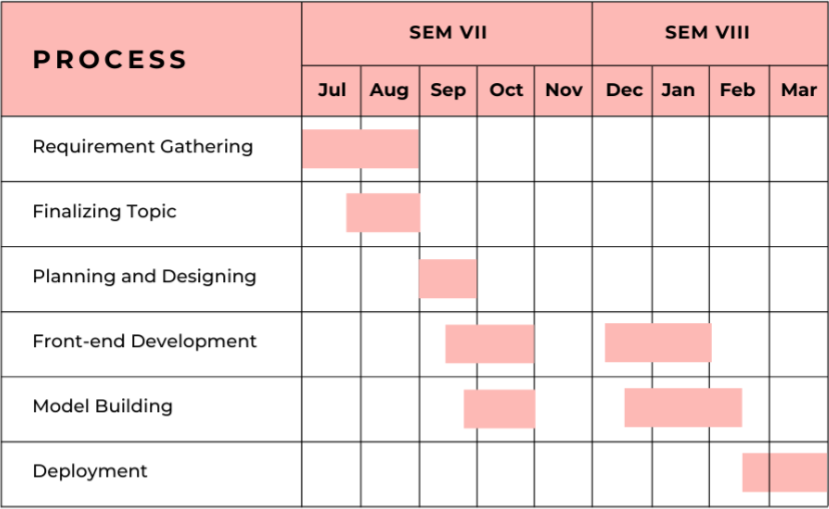 PROCESS
SEM VII
SEM VIII
Jul Aug Sep Oct Nov Dec Jan Feb Mar
Requirement Gathering
Finalizing Topic
Planning and Designing
Front-end Development
Model Building
Deployment